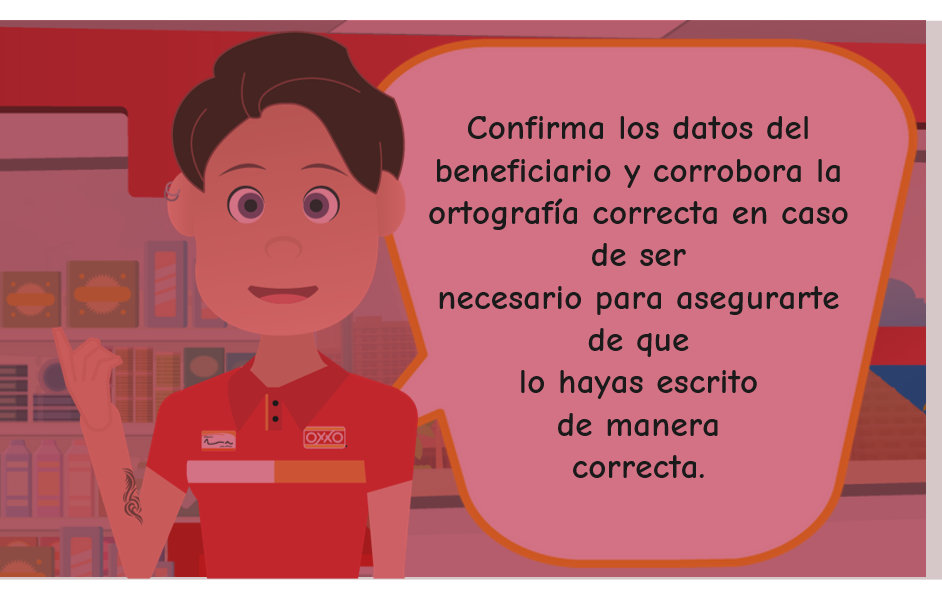 Confirma los datos del
beneficiario y corrobora la
ortografía correcta en caso
de ser
necesario para asegurarte
de que
lo hayas escrito
de manera
correcta.
OXXO